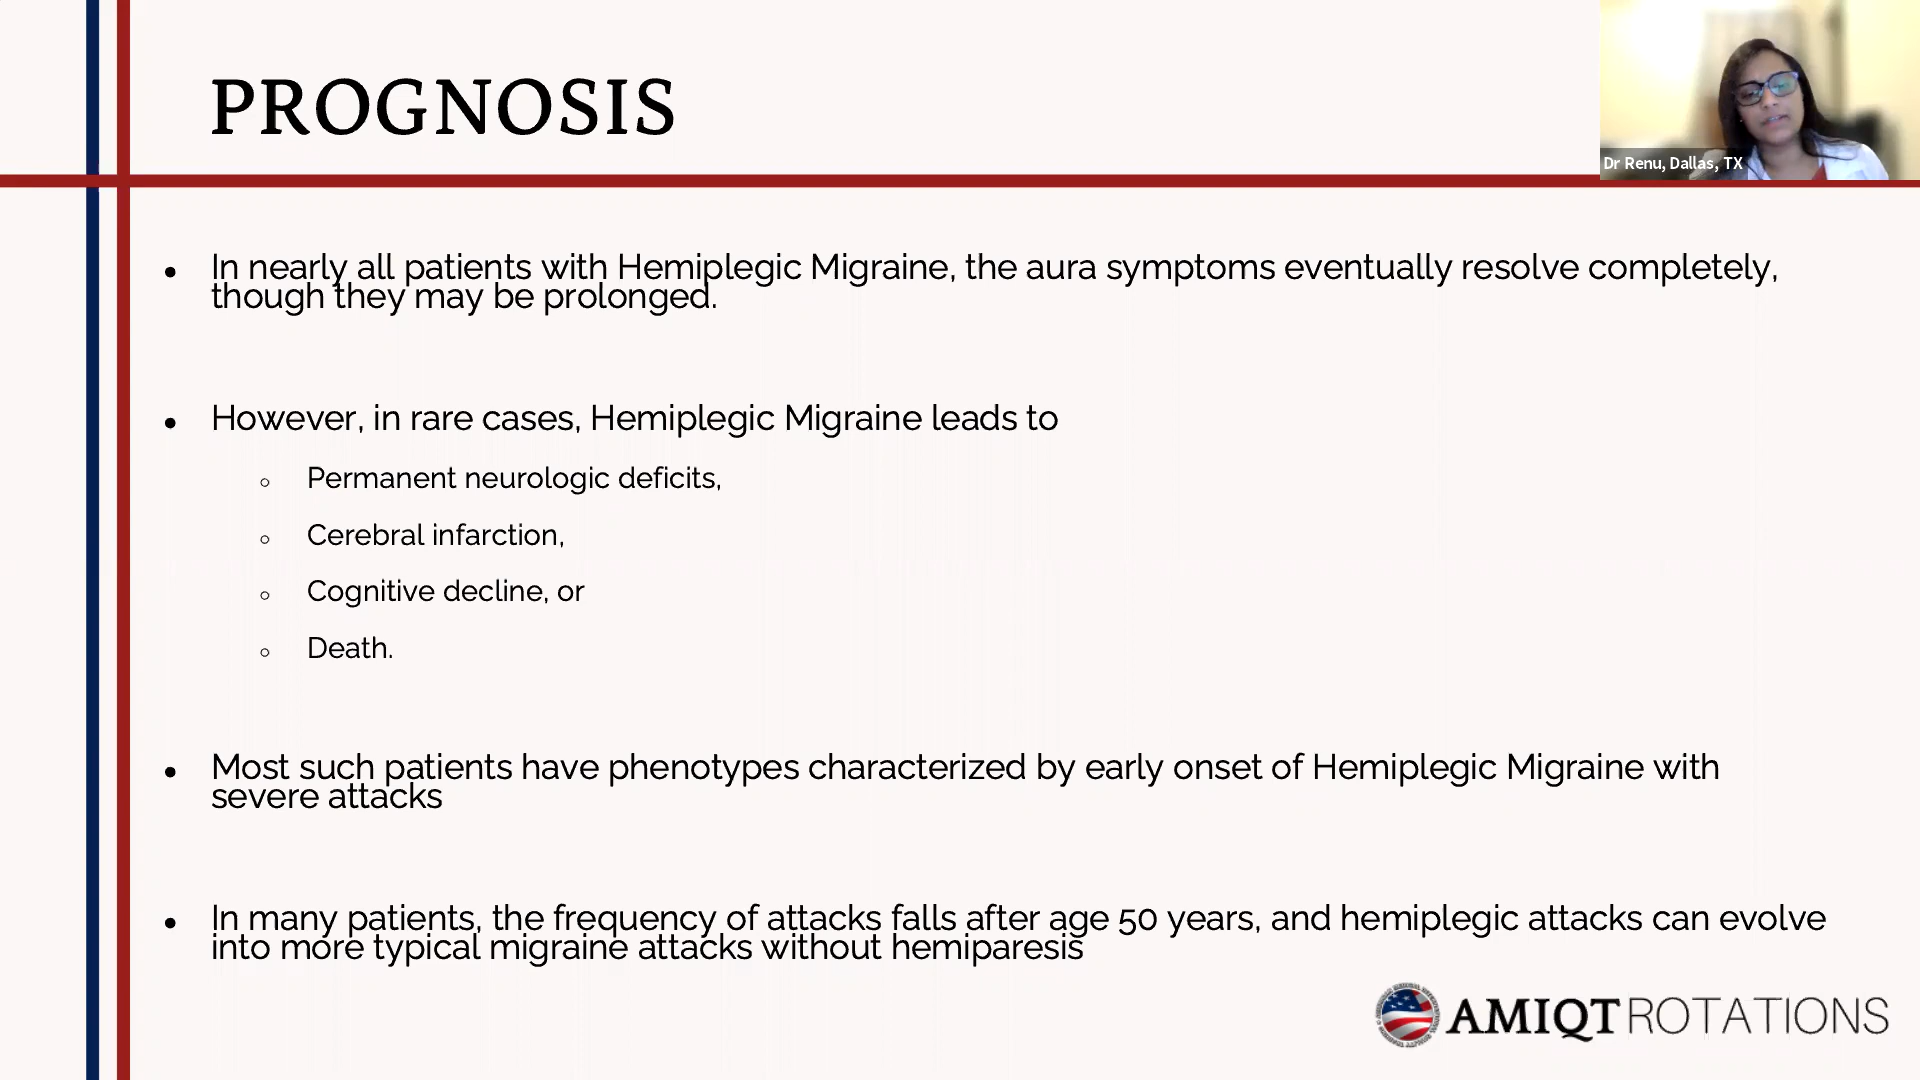 PROGNOSIS
Dr Renu, Dallas, TX
• In nearly all patients with Hemiplegic Migraine, the aura symptoms eventually resolve completely,
though they may be prolonged.
• However, in rare cases, Hemiplegic Migraine leads to
○ Permanent neurologic deficits,
○ Cerebral infarction,
○ Cognitive decline, or
○ Death.
• Most such patients have phenotypes characterized by early onset of Hemiplegic Migraine with
severe attacks
• In many patients, the frequency of attacks falls after age 50 years, and hemiplegic attacks can evolve
into more typical migraine attacks without hemiparesis
AMIQT ROTATIONS